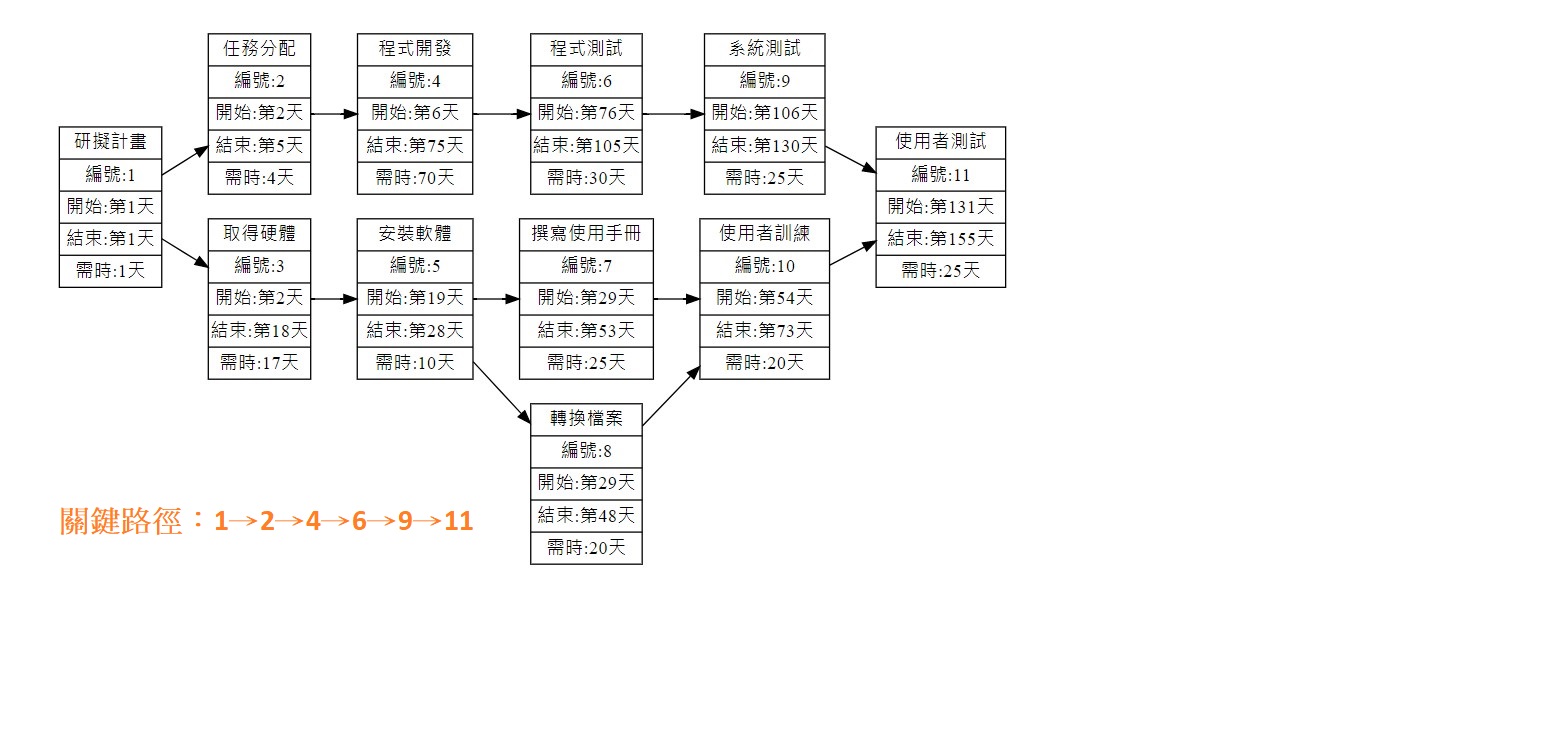 任務分配
編號:2
開始:第2天
結束:第5天
需時:4天
程式開發
編號:4
開始:第6天
結束:第75天
需時:70天
程式測試
編號:6
開始:第76天
結束:第105天
需時:30天
系統測試
編號:9
開始:第106天
結束:第130天
需時:25天
研擬計畫
編號:1
開始:第1天
結束:第1天
需時:1天
使用者測試
編號:11
開始:第131天
結束:第155天
需時:25天
取得硬體
編號:3
開始:第2天
結束:第18天
需時:17天
安裝軟體
編號:5
開始:第19天
結束:第28天
需時:10天
撰寫使用手冊
編號:7
開始:第29天
結束:第53天
需時:25天
使用者訓練
編號:10
開始:第54天
結束:第73天
需時:20天
轉換檔案
編號:8
開始:第29天
結束:第48天
需時:20天
關鍵路徑：1→2→4→6→9→11